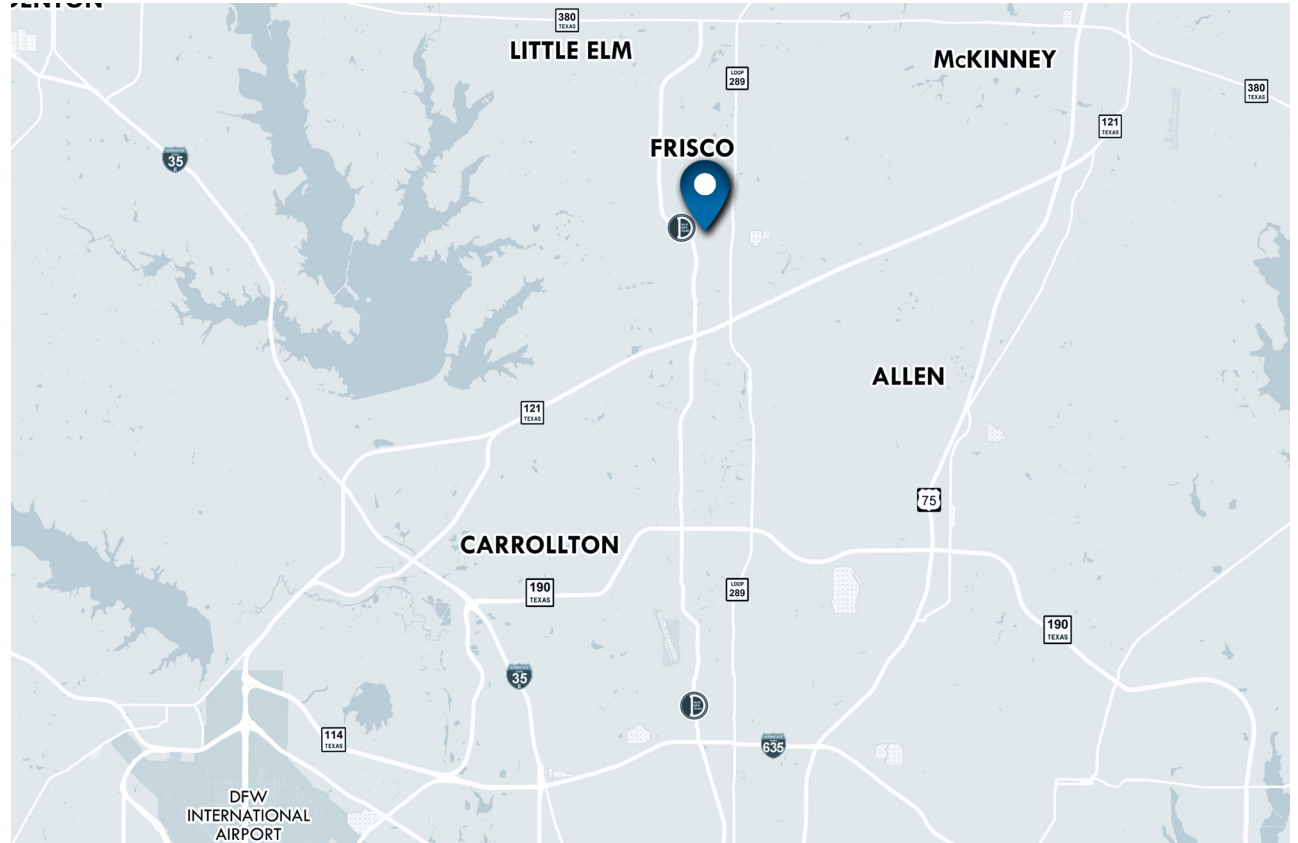 380
TEXAS
LITTLE ELM
McKINNEY
LOOP
289
380
TEXAS
121
TEXAS
FRISCO
35
D
ALLEN
121
TEXAS
75
CARROLLTON
190
TEXAS
LOOP
289
190
TEXAS
35
D
114
TEXAS
635
DFW
INTERNATIONAL
AIRPORT